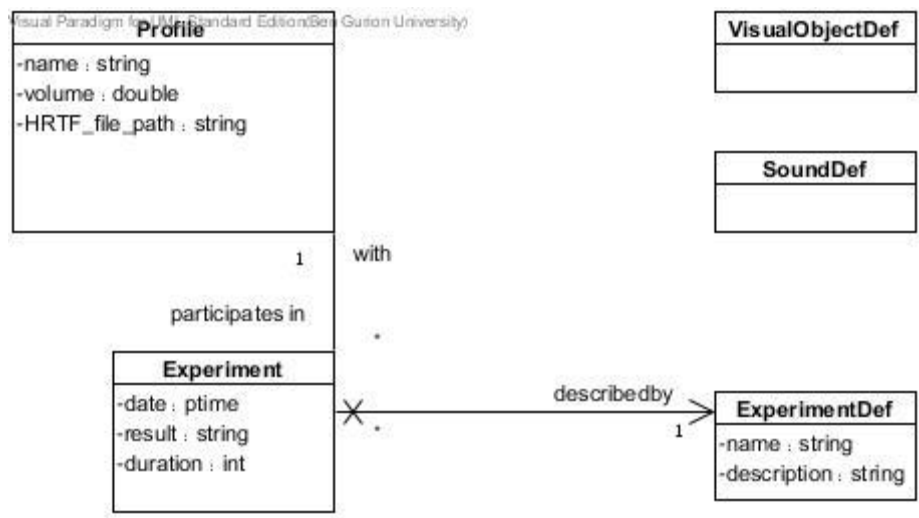 Visual Paradigm for UML Standard Edition(Ben Gurion University)
Profile
-name : string
-volume : double
-HRTF_file_path : string
VisualObjectDef
SoundDef
1
with
participates in
*
Experiment
-date : ptime
-result : string
-duration : int
describedby
*
1
ExperimentDef
-name : string
-description : string